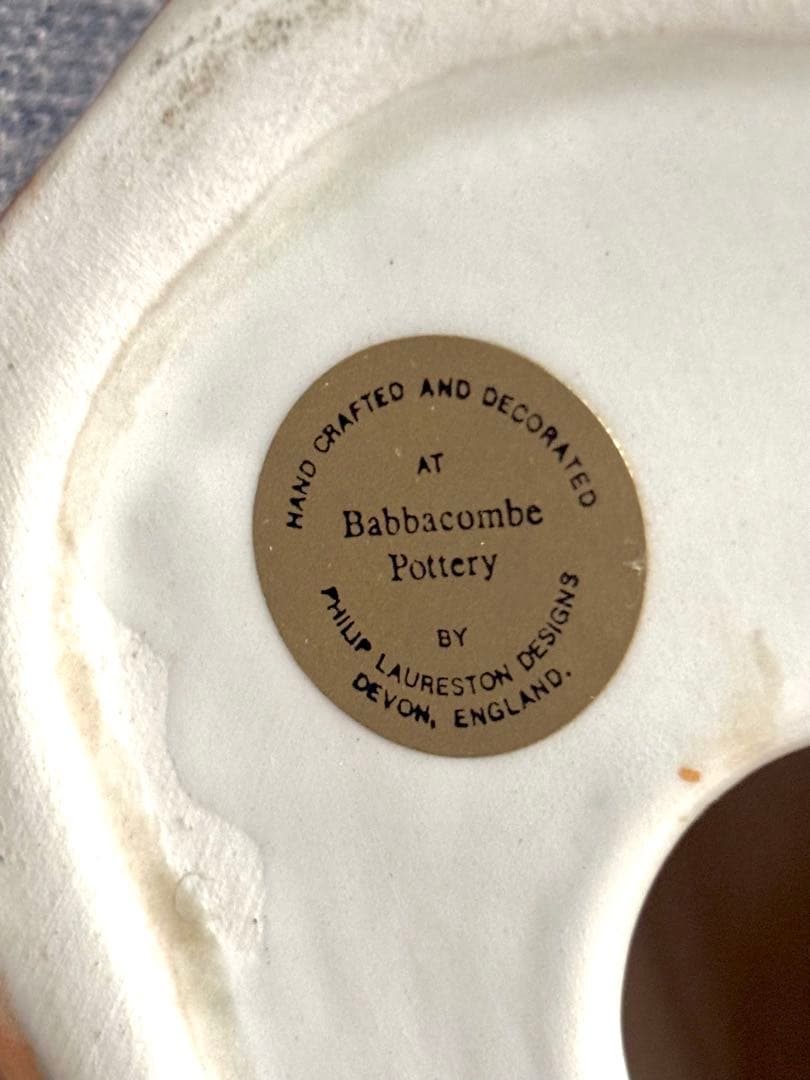 HAND CRAFTED AND DECORATED
AT
Babbacombe
Pottery
BY
PHILIP LAURESTON DESIGNS
DEVON, ENGLAND.